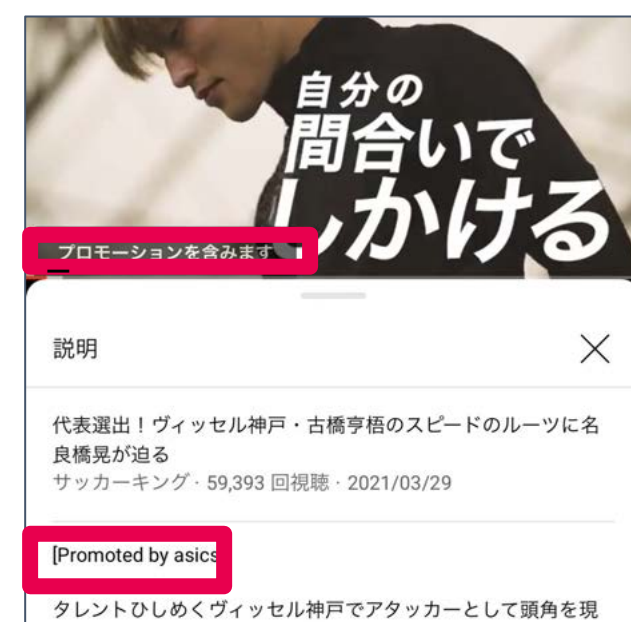 自分の
間合いで
しかける
プロモーションを含みます
説明
代表選出！ヴィッセル神戸・古橋亨梧のスピードのルーツに名
良橋晃が迫る
サッカーキング · 59,393 回視聴 · 2021/03/29
[Promoted by asics
タレントひしめくヴィッセル神戸でアタッカーとして頭角を現